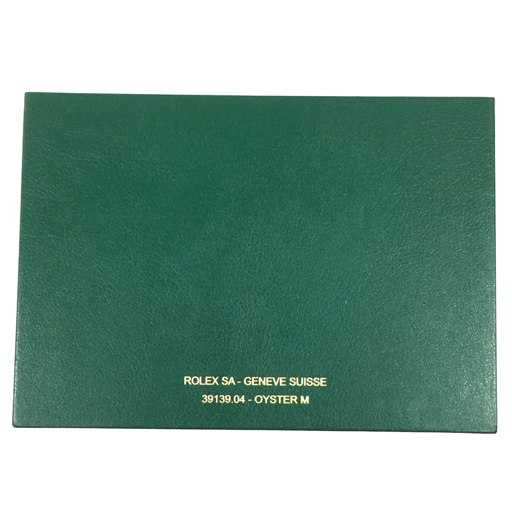 ROLEX SA - GENEVE SUISSE
39139.04 - OYSTER M